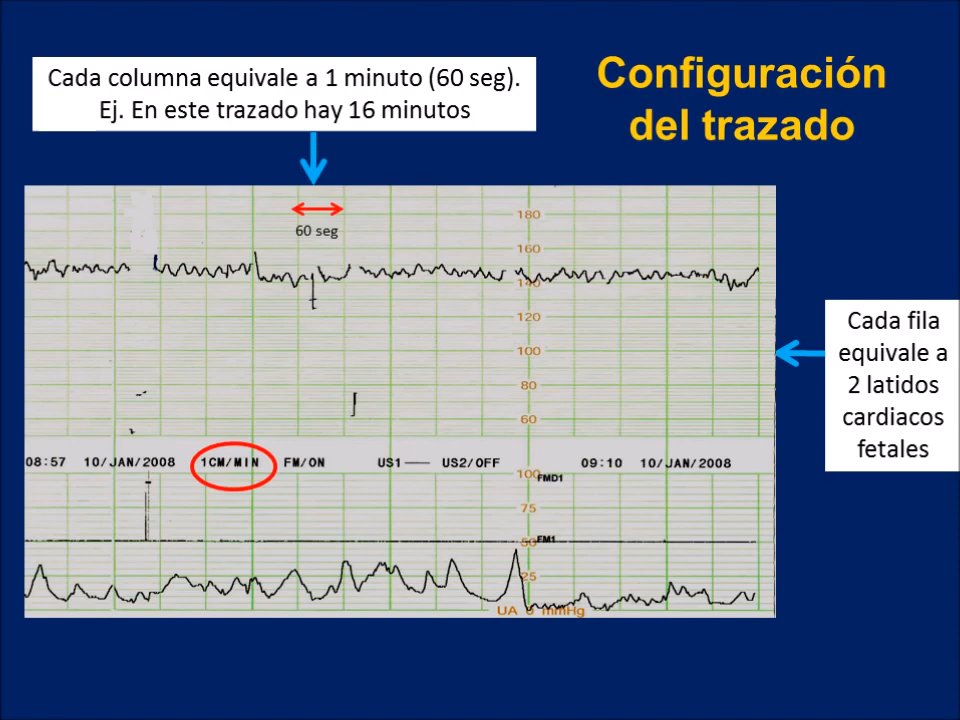 Cada columna equivale a 1 minuto (60 seg).
Ej. En este trazado hay 16 minutos
Configuración
del trazado
60 seg
180
160
140
120
100
80
60
Cada fila
equivale a
2 latidos
cardiacos
fetales
08:57 10/JAN/2008 1CM/MIN FM/ON US1 US2/OFF 09:10 10/JAN/2008
100 FMD1
75
50 FM1
25
UA 0 mmHg